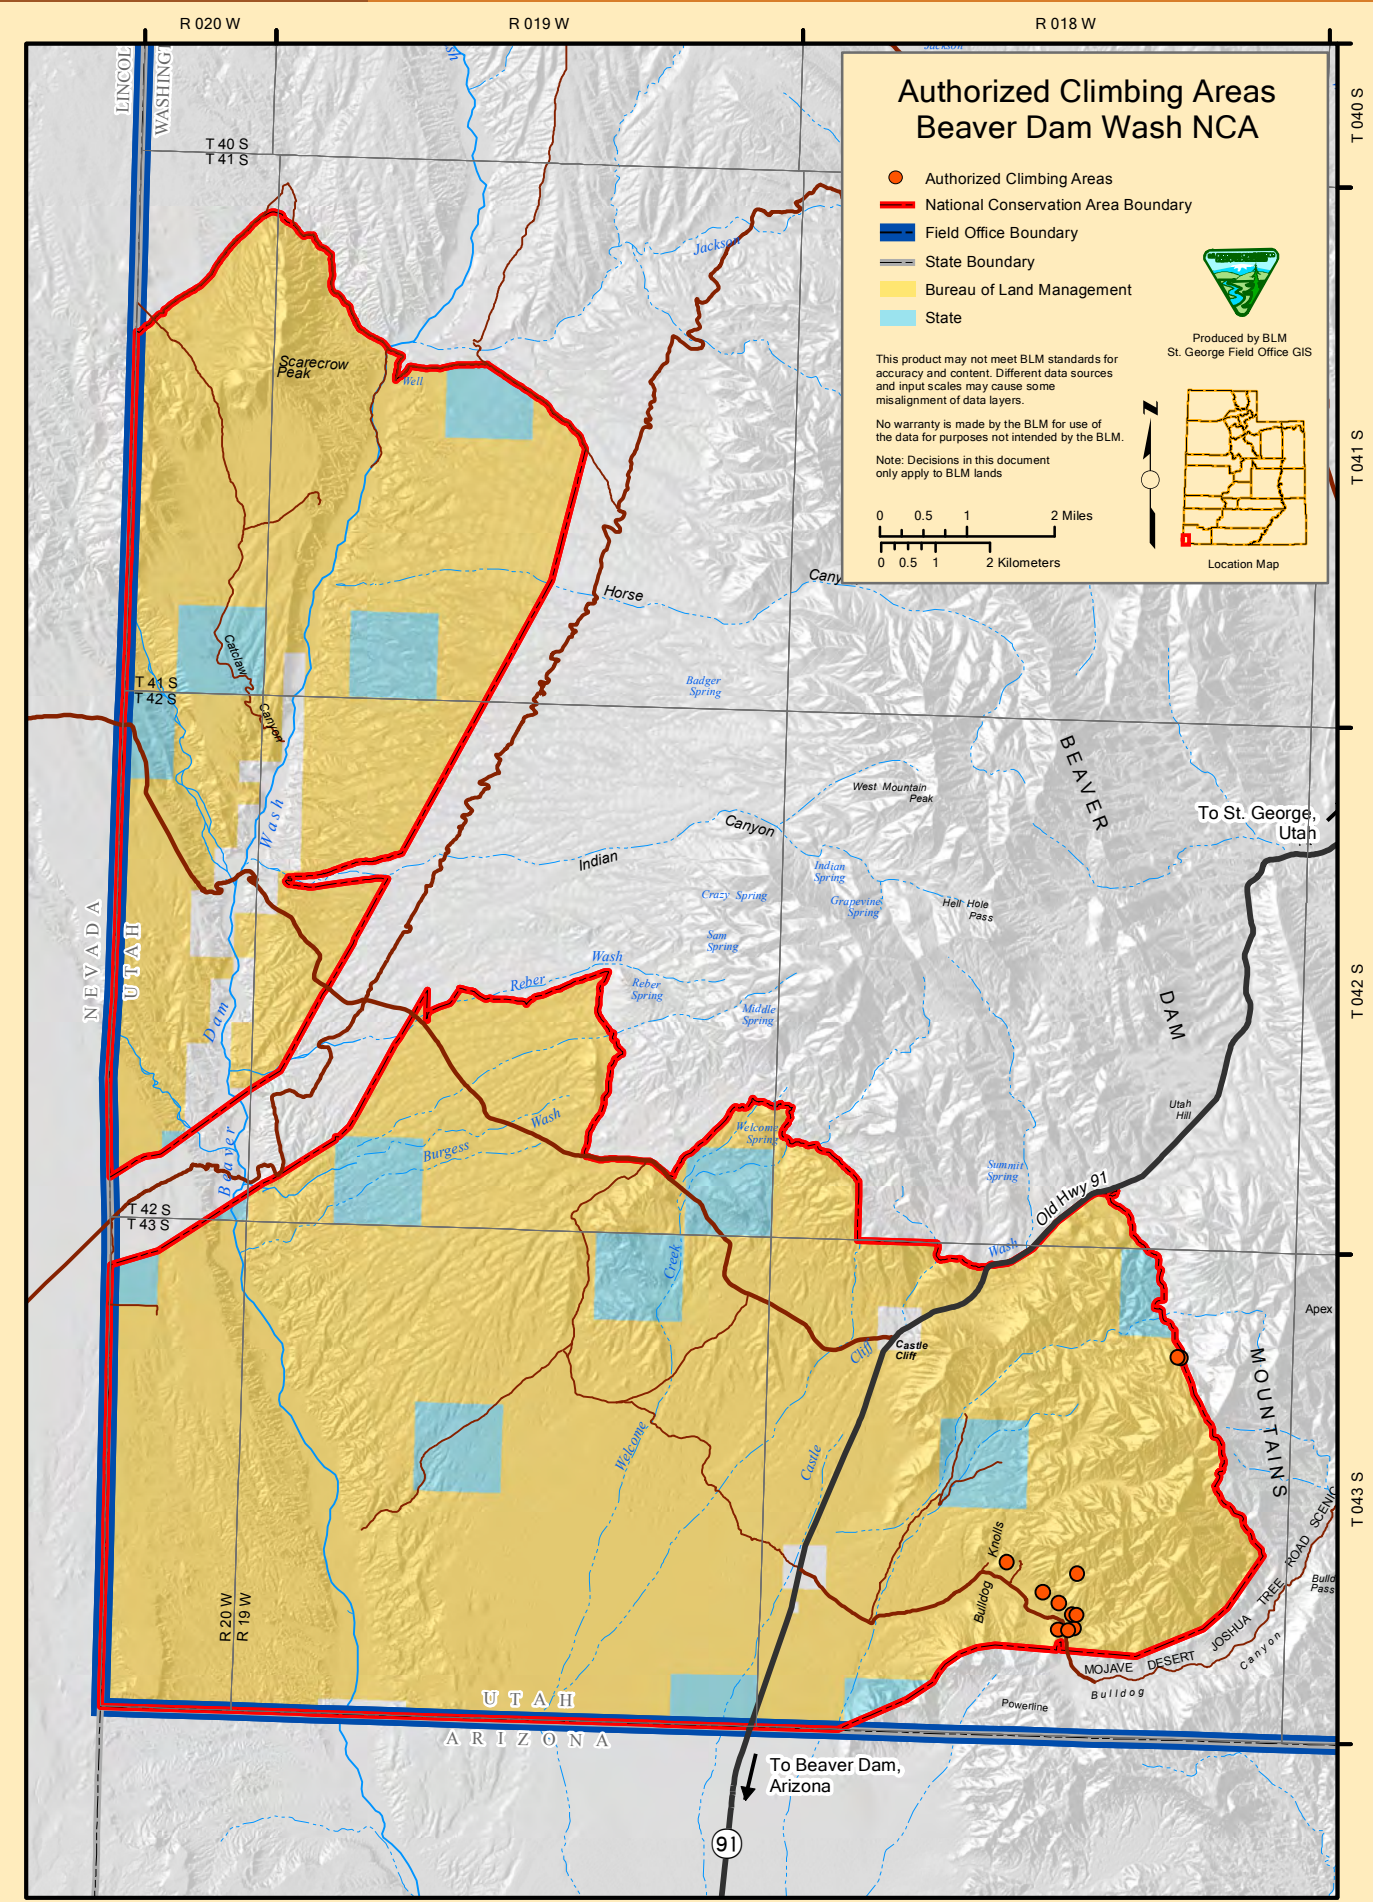 R 020 W
R 019 W
R 018 W
T 040 S
T 041 S
T 042 S
T 043 S
Authorized Climbing Areas
Beaver Dam Wash NCA
Authorized Climbing Areas
National Conservation Area Boundary
Field Office Boundary
State Boundary
Bureau of Land Management
State
Produced by BLM
St. George Field Office GIS
This product may not meet BLM standards for
accuracy and content. Different data sources
and input scales may cause some
misalignment of data layers.
No warranty is made by the BLM for use of
the data for purposes not intended by the BLM.
Note: Decisions in this document
only apply to BLM lands
N
0 0.5 1 2 Miles
0 0.5 1 2 Kilometers
Location Map
LINCOL
WASHINGT
sh
Jackson
T 40 S
T 41 S
Jackson
Scarecrow
Peak
Well
Horse
Cany
Catclaw
Canyon
T 41 S
T 42 S
Badger
Spring
BEAVER
West Mountain
Peak
To St. George,
Utah
Wash
Canyon
Indian
Indian
Spring
Crazy Spring
Grapevine
Spring
Hell Hole
Pass
NEVADA
UTAH
Sam
Spring
Wash
Reber
Reber
Spring
Middle
Spring
DAM
Dam
Utah
Hill
Wash
Burgess
Beaver
Welcome
Spring
Summit
Spring
Old Hwy 91
T 42 S
T 43 S
Wash
Creek
Apex
Castle
Cliff
Cliff
MOUNTAINS
Welcome
Castle
Knolls
Bulldog
ROAD SCENIC
Bulld
Pass
TREE
JOSHUA
R 20 W
R 19 W
MOJAVE DESERT
Canyon
Bulldog
Powerline
UTAH
ARIZONA
To Beaver Dam,
Arizona
91